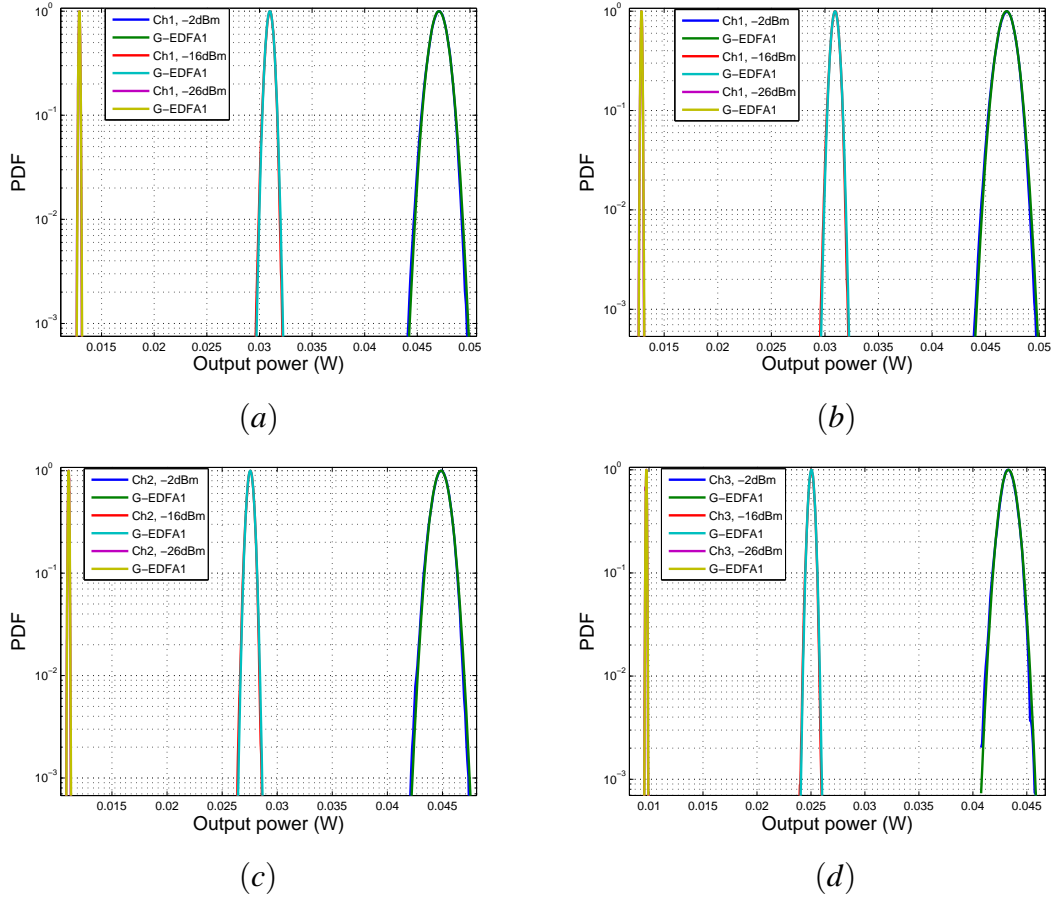 10^0
10^−1
10^−2
10^−3
PDF
Ch1, −2dBm
G−EDFA1
Ch1, −16dBm
G−EDFA1
Ch1, −26dBm
G−EDFA1
0.015 0.02 0.025 0.03 0.035 0.04 0.045 0.05
Output power (W)
(a)
10^0
10^−1
10^−2
10^−3
PDF
Ch1, −2dBm
G−EDFA1
Ch1, −16dBm
G−EDFA1
Ch1, −26dBm
G−EDFA1
0.015 0.02 0.025 0.03 0.035 0.04 0.045 0.05
Output power (W)
(b)
10^0
10^−1
10^−2
10^−3
PDF
Ch2, −2dBm
G−EDFA1
Ch2, −16dBm
G−EDFA1
Ch2, −26dBm
G−EDFA1
0.015 0.02 0.025 0.03 0.035 0.04 0.045
Output power (W)
(c)
10^0
10^−1
10^−2
10^−3
PDF
Ch3, −2dBm
G−EDFA1
Ch3, −16dBm
G−EDFA1
Ch3, −26dBm
G−EDFA1
0.01 0.015 0.02 0.025 0.03 0.035 0.04 0.045
Output power (W)
(d)